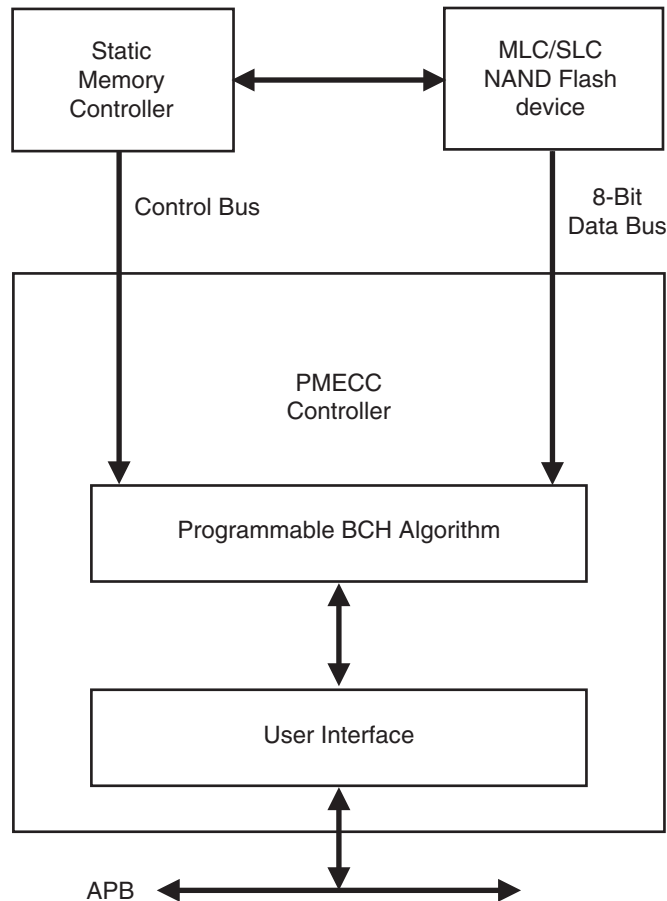 Static
Memory
Controller
MLC/SLC
NAND Flash
device
Control Bus
8-Bit
Data Bus
PMECC
Controller
Programmable BCH Algorithm
User Interface
APB